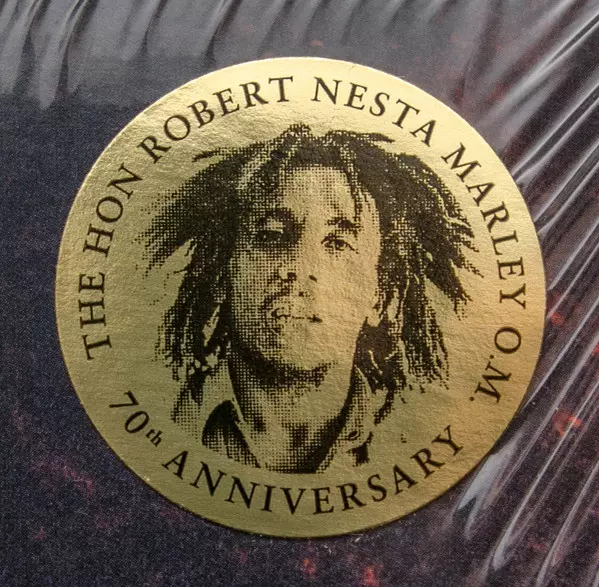 THE HON ROBERT NESTA MARLEY O.M.
70th ANNIVERSARY